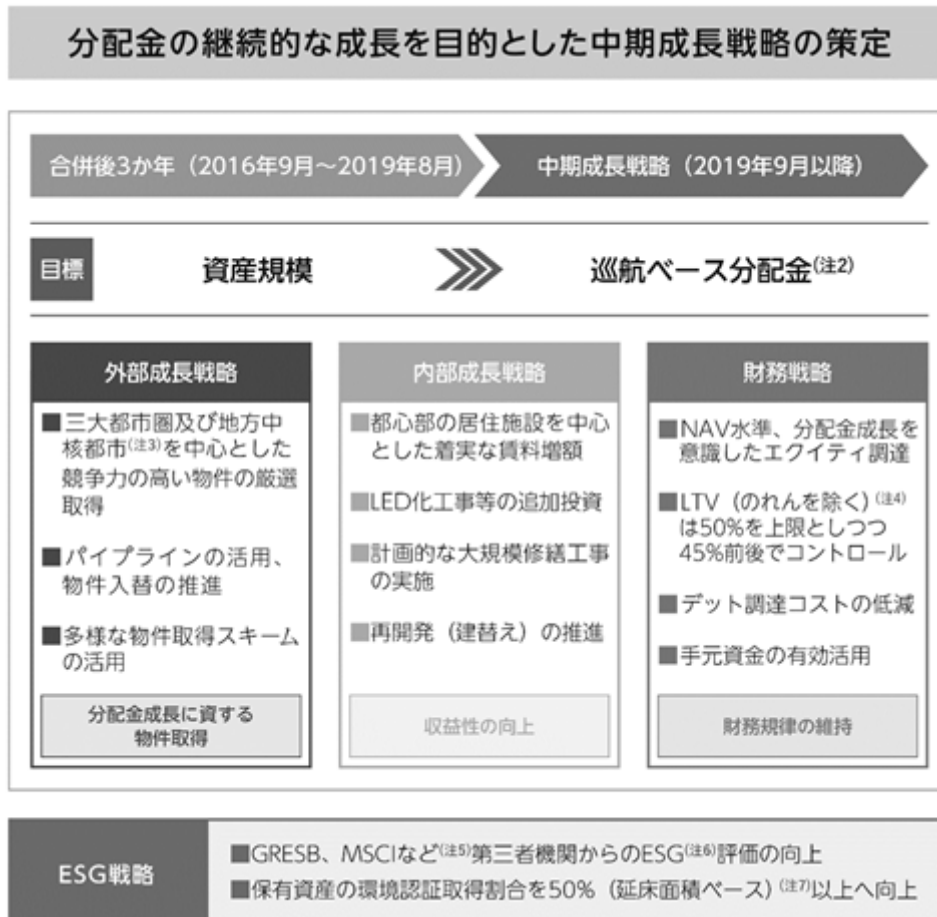 分配金の継続的な成長を目的とした中期成長戦略の策定
合併後3か年（2016年9月～2019年8月）
中期成長戦略（2019年9月以降）
目標
資産規模
巡航ベース分配金(注2)
外部成長戦略
■三大都市圏及び地方中
核都市(注3)を中心とした
競争力の高い物件の厳選
取得
■パイプラインの活用、
物件入替の推進
■多様な物件取得スキーム
の活用
分配金成長に資する
物件取得
内部成長戦略
■都心部の居住施設を中心
とした着実な賃料増額
■LED化工事等の追加投資
■計画的な大規模修繕工事
の実施
■再開発（建替え）の推進
収益性の向上
財務戦略
■NAV水準、分配金成長を
意識したエクイティ調達
■LTV（のれんを除く）(注4)
は50%を上限としつつ
45%前後でコントロール
■デット調達コストの低減
■手元資金の有効活用
財務規律の維持
ESG戦略
■GRESB、MSCIなど(注5)第三者機関からのESG(注6)評価の向上
■保有資産の環境認証取得割合を50%（延床面積ベース）(注7)以上へ向上